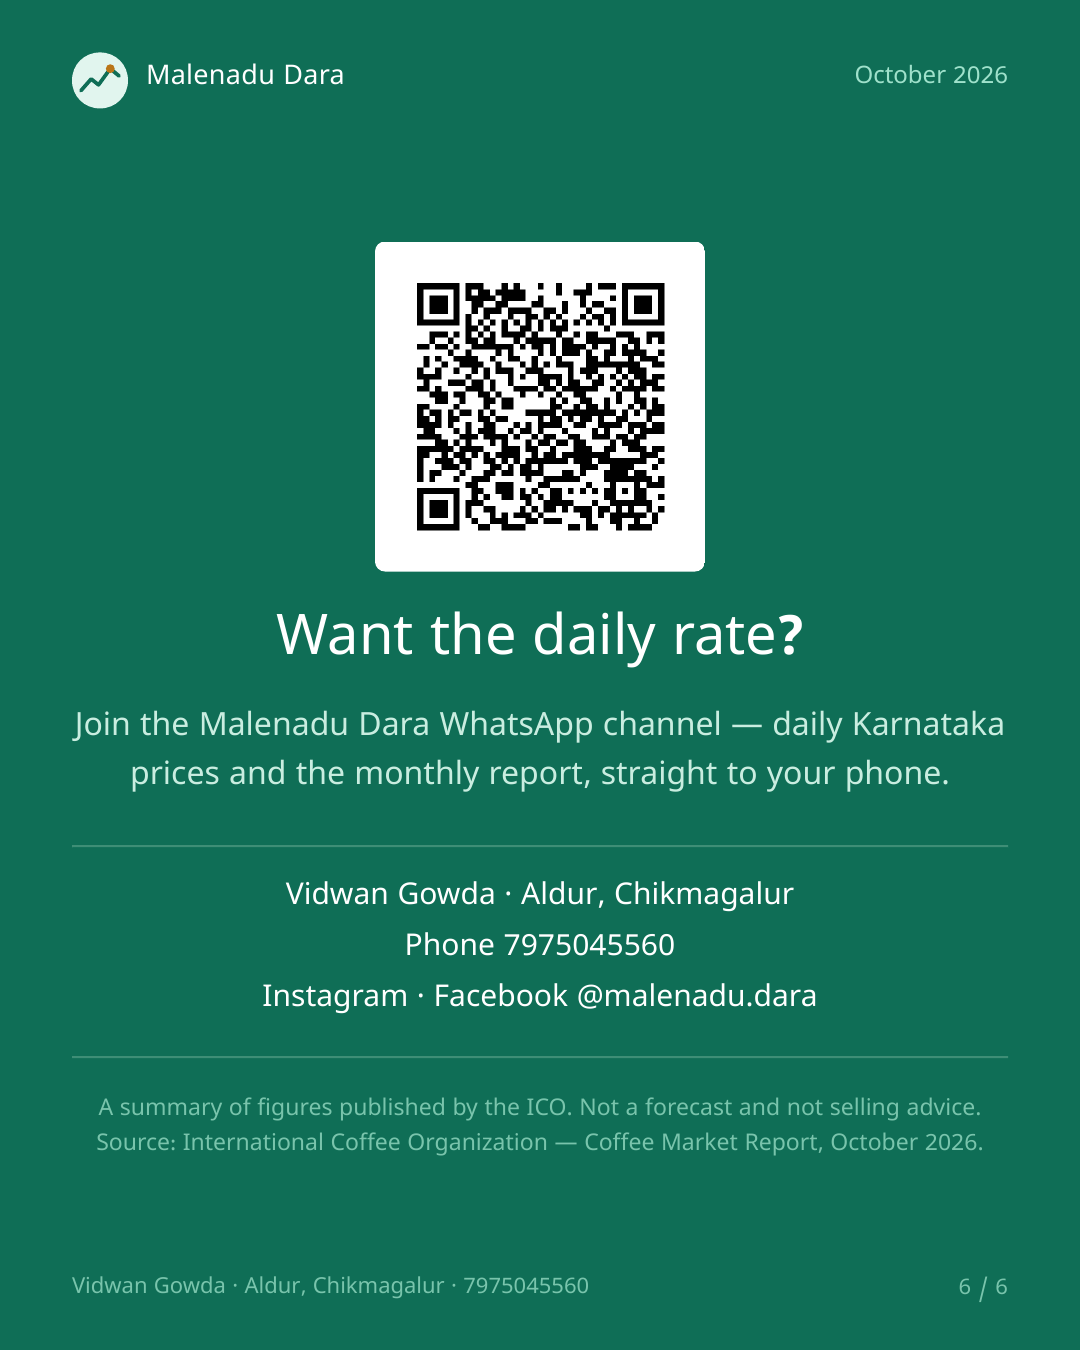 Malenadu Dara
October 2026
Want the daily rate?
Join the Malenadu Dara WhatsApp channel — daily Karnataka
prices and the monthly report, straight to your phone.
Vidwan Gowda · Aldur, Chikmagalur
Phone 7975045560
Instagram · Facebook @malenadu.dara
A summary of figures published by the ICO. Not a forecast and not selling advice.
Source: International Coffee Organization — Coffee Market Report, October 2026.
Vidwan Gowda · Aldur, Chikmagalur · 7975045560
6 / 6